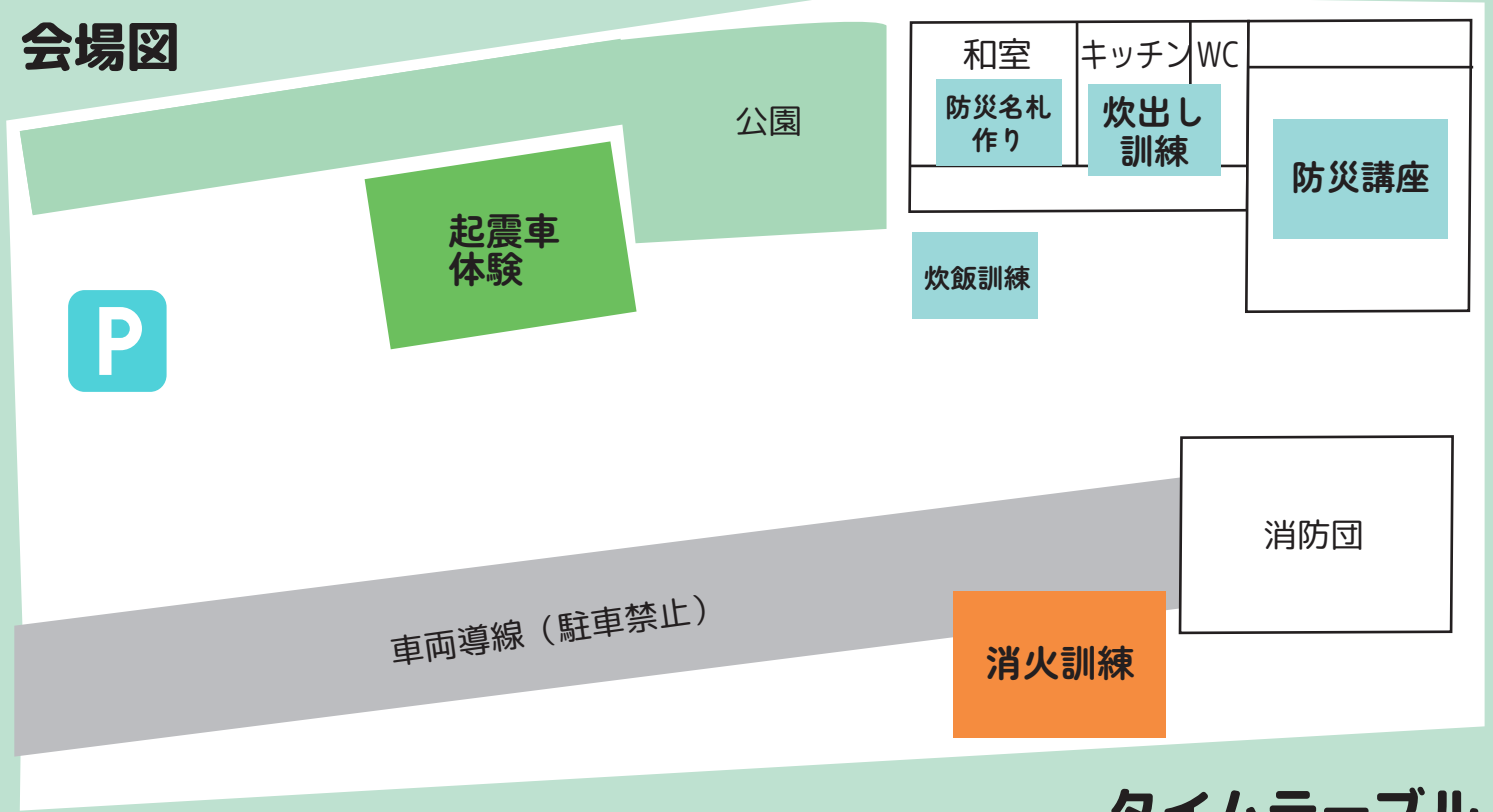 会場図
和室
キッチン
WC
防災名札
作り
炊出し
訓練
防災講座
公園
起震車
体験
炊飯訓練
P
消防団
車両導線（駐車禁止）
消火訓練
タイムテーブル